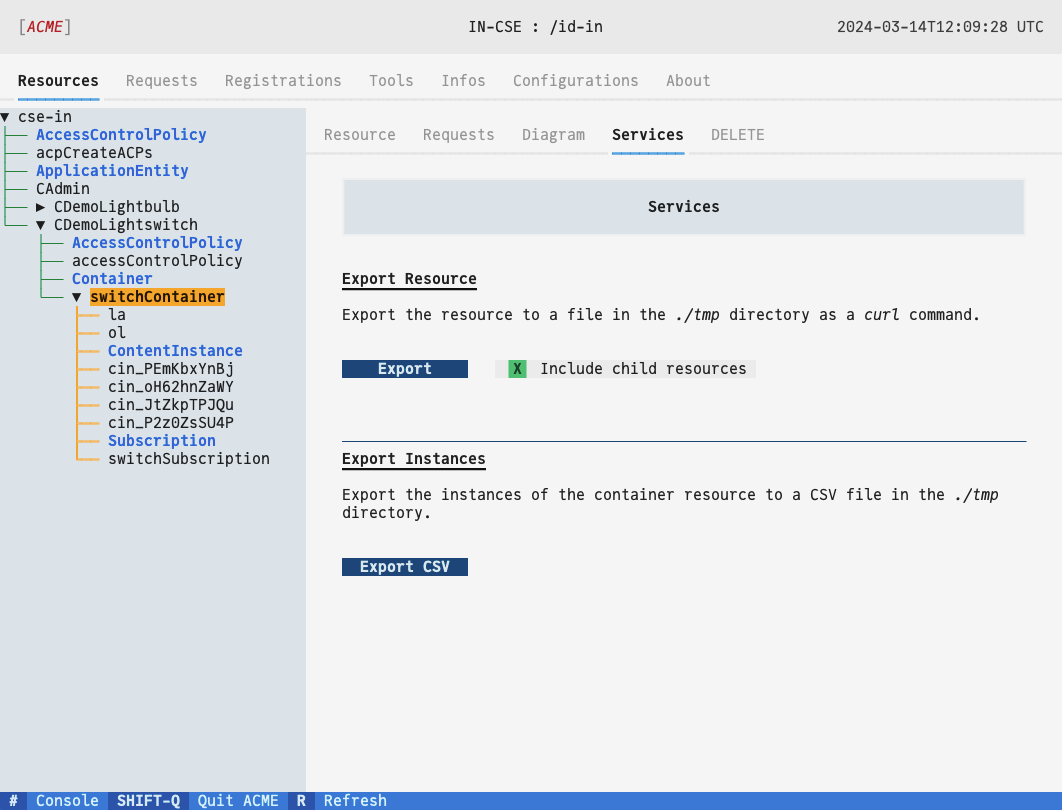 [ACME] IN-CSE : /id-in 2024-03-14T12:09:28 UTC
Resources Requests Registrations Tools Infos Configurations About
▼ cse-in
AccessControlPolicy
acpCreateACPs
ApplicationEntity
CAdmin
▶ CDemoLightbulb
▼ CDemoLightswitch
AccessControlPolicy
accessControlPolicy
Container
▼ switchContainer
la
ol
ContentInstance
cin_PEmKbxYnBj
cin_oH62hnZaWY
cin_JtZkpTPJQu
cin_P2z0ZsSU4P
Subscription
switchSubscription
Resource Requests Diagram Services DELETE
Services
Export Resource
Export the resource to a file in the ./tmp directory as a curl command.
Export X Include child resources
Export Instances
Export the instances of the container resource to a CSV file in the ./tmp
directory.
Export CSV
# Console SHIFT-Q Quit ACME R Refresh